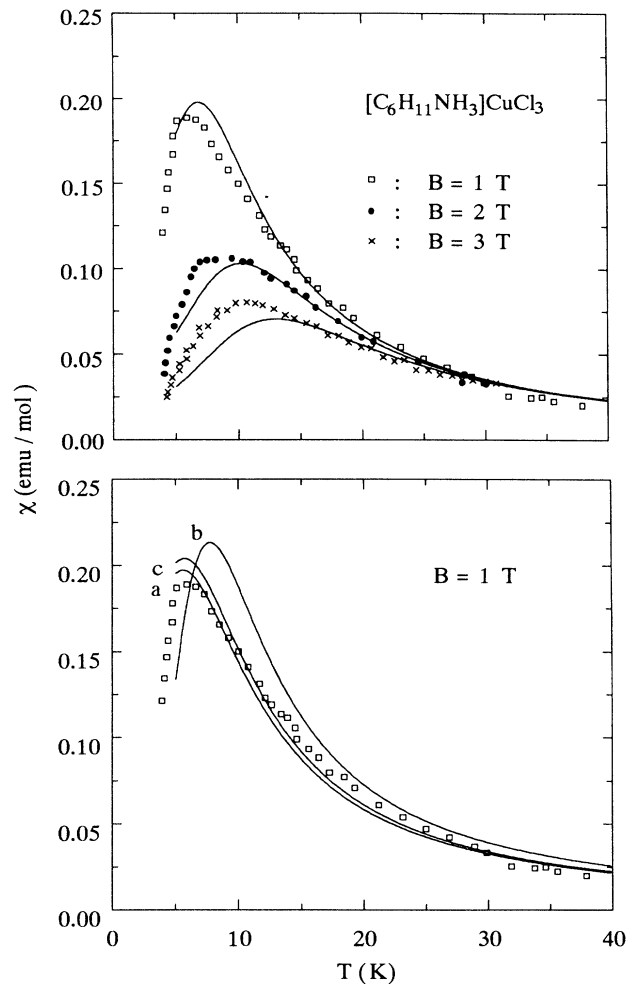 0.25
0.20
0.15
0.10
0.05
0.00
[C6H11NH3]CuCl3
□ : B = 1 T
● : B = 2 T
× : B = 3 T
χ (emu / mol)
0.25
0.20
0.15
0.10
0.05
0.00
b
c
a
B = 1 T
0 10 20 30 40
T (K)